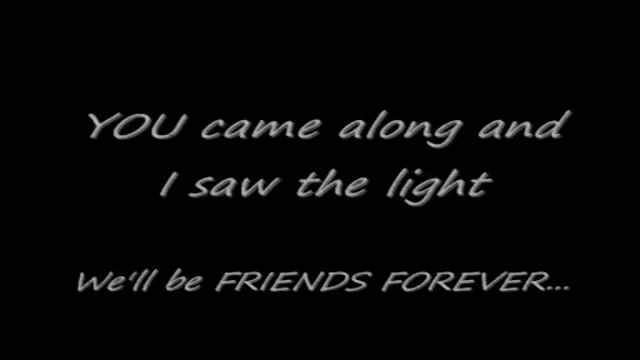 YOU came along and
I saw the light
We'll be FRIENDS FOREVER...